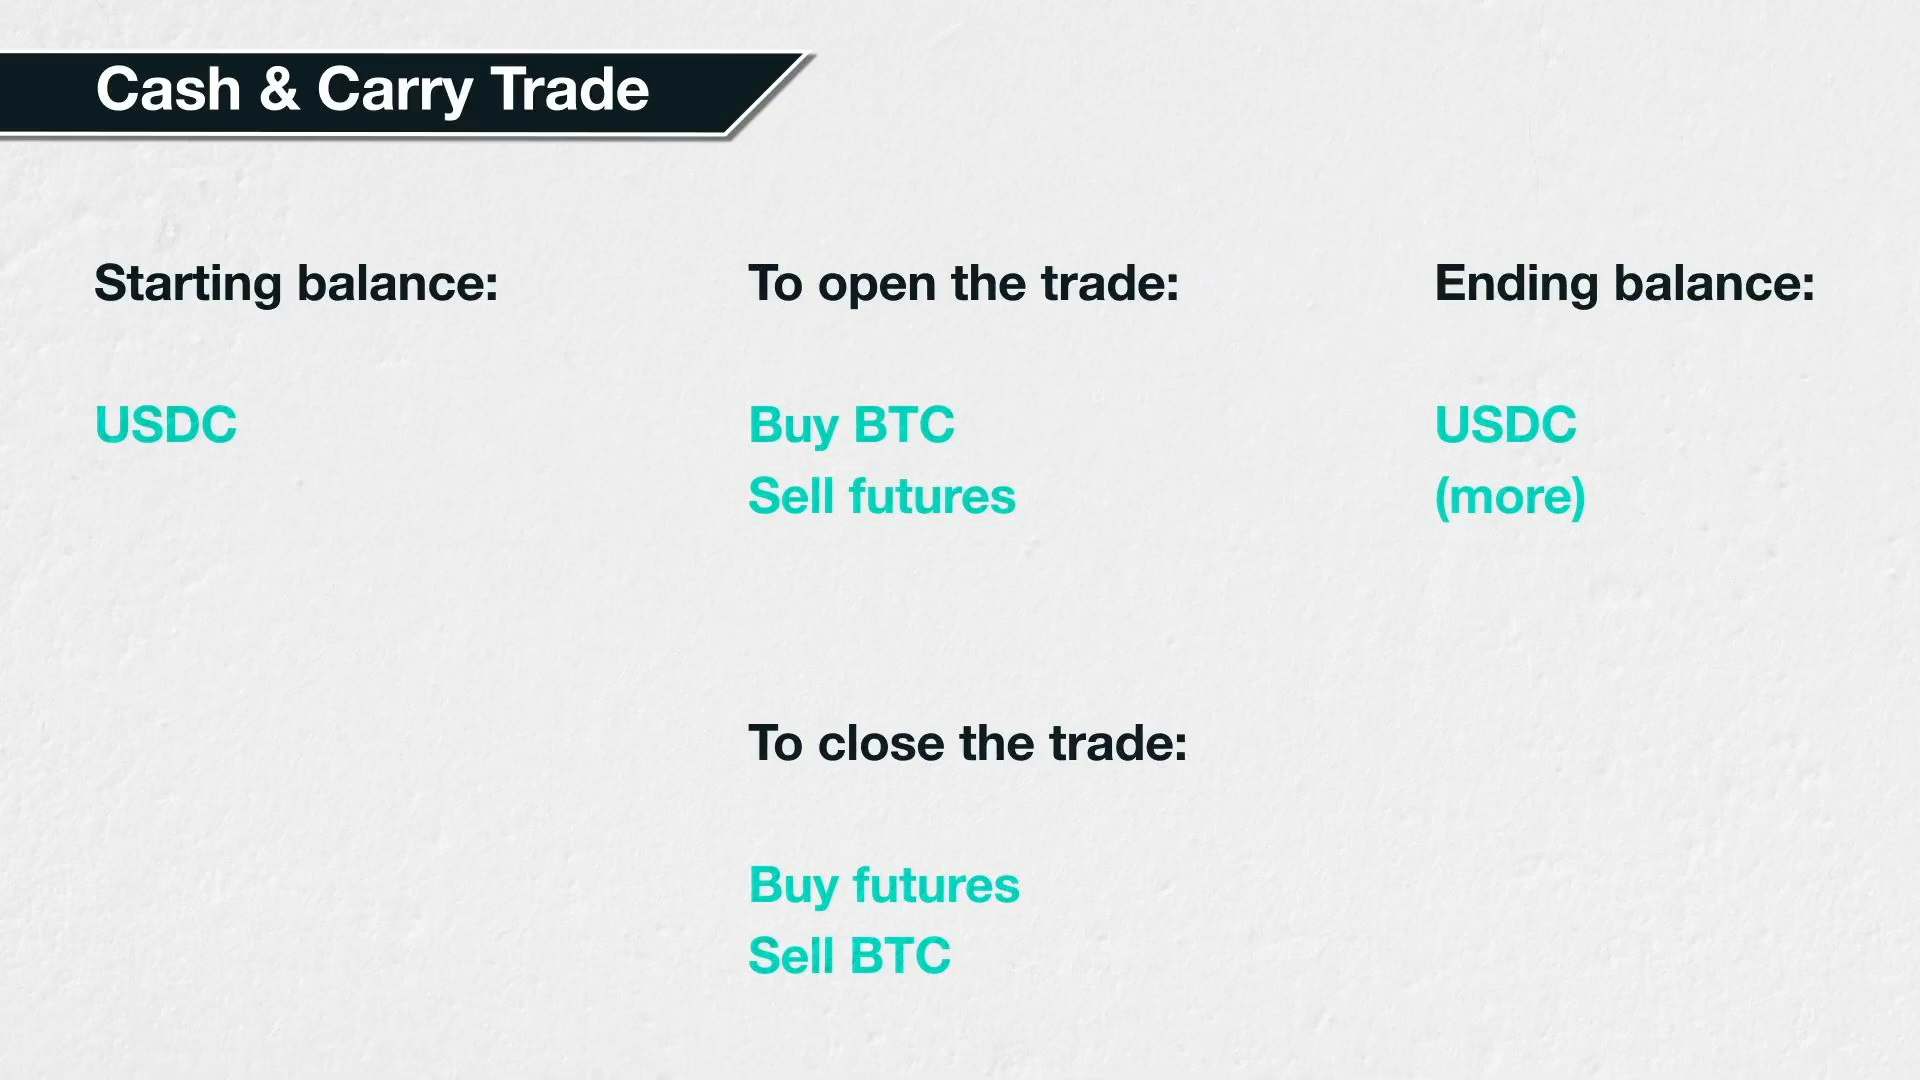 Cash & Carry Trade
Starting balance:
USDC
To open the trade:
Buy BTC
Sell futures
To close the trade:
Buy futures
Sell BTC
Ending balance:
USDC
(more)